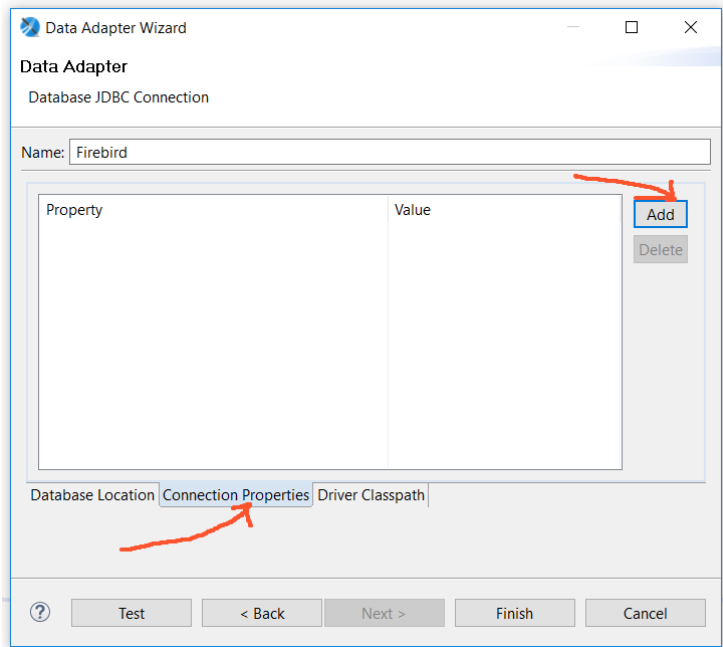 Data Adapter Wizard
Data Adapter
Database JDBC Connection
Name: Firebird
Property Value
Add
Delete
Database Location Connection Properties Driver Classpath
? Test < Back Next > Finish Cancel